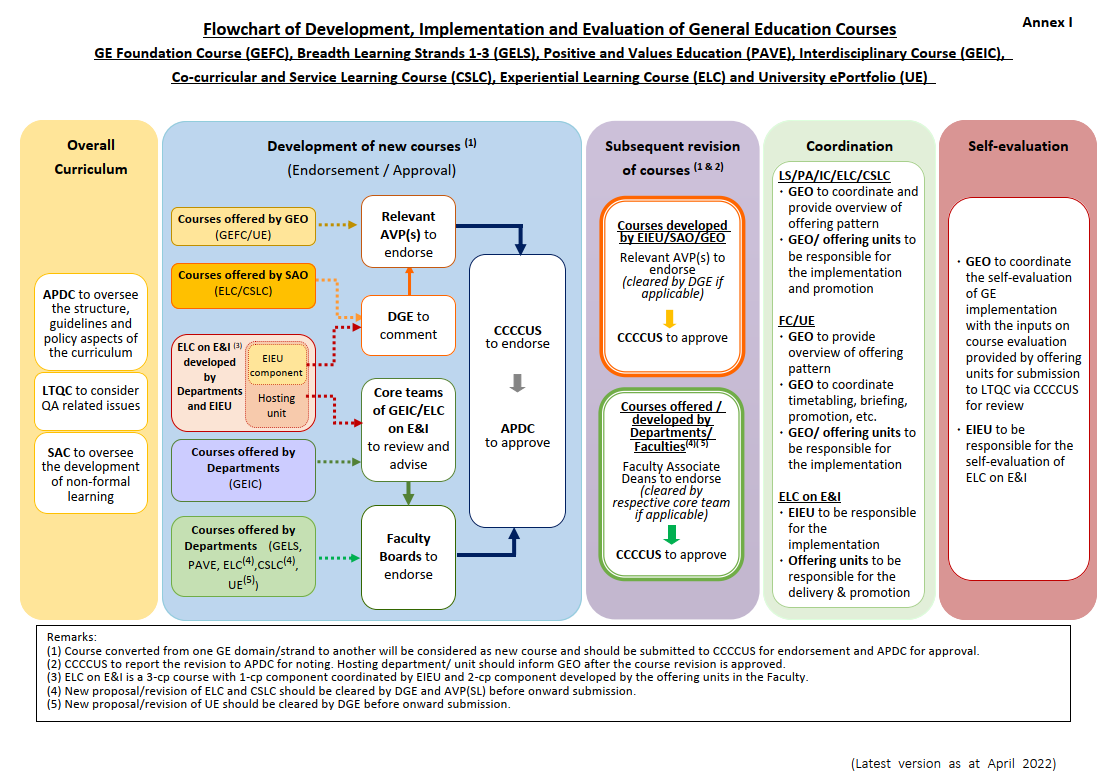 Annex I
Flowchart of Development, Implementation and Evaluation of General Education Courses
GE Foundation Course (GEFC), Breadth Learning Strands 1-3 (GELS), Positive and Values Education (PAVE), Interdisciplinary Course (GEIC),
Co-curricular and Service Learning Course (CSLC), Experiential Learning Course (ELC) and University ePortfolio (UE)
Overall
Curriculum
APDC to oversee
the structure,
guidelines and
policy aspects of
the curriculum
LTQC to consider
QA related issues
SAC to oversee
the development
of non-formal
learning
Development of new courses (1)
(Endorsement / Approval)
Courses offered by GEO
(GEFC/UE)
Courses offered by SAO
(ELC/CSLC)
ELC on E&I (3)
developed
by
Departments
and EIEU
EIEU
component
Hosting
unit
Courses offered by
Departments
(GEIC)
Courses offered by
Departments (GELS,
PAVE, ELC(4),CSLC(4),
UE(5))
Relevant
AVP(s) to
endorse
DGE to
comment
Core teams
of GEIC/ELC
on E&I
to review and
advise
Faculty
Boards to
endorse
CCCCUS
to endorse
APDC
to approve
Subsequent revision
of courses (1 & 2)
Courses developed
by EIEU/SAO/GEO
Relevant AVP(s) to
endorse
(cleared by DGE if
applicable)
CCCCUS to approve
Courses offered /
developed by
Departments/
Faculties(4)(5)
Faculty Associate
Deans to endorse
(cleared by
respective core team
if applicable)
CCCCUS to approve
Coordination
LS/PA/IC/ELC/CSLC
· GEO to coordinate and
provide overview of
offering pattern
· GEO/ offering units to
be responsible for
the implementation
and promotion
FC/UE
· GEO to provide
overview of offering
pattern
· GEO to coordinate
timetabling, briefing,
promotion, etc.
· GEO/ offering units to
be responsible for
the implementation
ELC on E&I
· EIEU to be responsible
for the
implementation
· Offering units to be
responsible for the
delivery & promotion
Self-evaluation
• GEO to coordinate
the self-evaluation
of GE
implementation
with the inputs on
course evaluation
provided by offering
units for submission
to LTQC via CCCCUS
for review
• EIEU to be
responsible for the
self-evaluation of
ELC on E&I
Remarks:
(1) Course converted from one GE domain/strand to another will be considered as new course and should be submitted to CCCCUS for endorsement and APDC for approval.
(2) CCCCUS to report the revision to APDC for noting. Hosting department/ unit should inform GEO after the course revision is approved.
(3) ELC on E&I is a 3-cp course with 1-cp component coordinated by EIEU and 2-cp component developed by the offering units in the Faculty.
(4) New proposal/revision of ELC and CSLC should be cleared by DGE and AVP(SL) before onward submission.
(5) New proposal/revision of UE should be cleared by DGE before onward submission.
(Latest version as at April 2022)